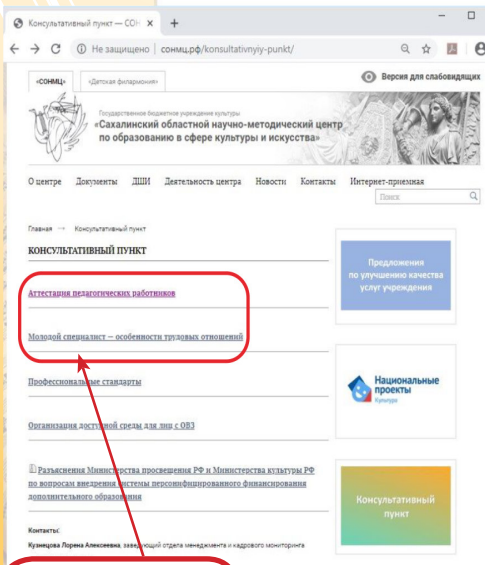 Консультативный пункт — СОН
Не защищено | сонмц.рф/konsultativnyiy-punkt/
«СОНМЦ»
«Детская филармония»
Версия для слабовидящих
Государственное бюджетное учреждение культуры
«Сахалинский областной научно-методический центр
по образованию в сфере культуры и искусства»
О центре Документы ДШИ Деятельность центра Новости Контакты Интернет-приемная
Поиск
Главная → Консультативный пункт
КОНСУЛЬТАТИВНЫЙ ПУНКТ
Предложения
по улучшению качества
услуг учреждения
Аттестация педагогических работников
Молодой специалист — особенности трудовых отношений
Профессиональные стандарты
Национальные
проекты
Культура
Организация доступной среды для лиц с ОВЗ
Разъяснения Министерства просвещения РФ и Министерства культуры РФ
по вопросам внедрения системы персонифицированного финансирования
дополнительного образования
Консультативный
пункт
Контакты:
Кузнецова Лорена Алексеевна, заведующий отдела менеджмента и кадрового мониторинга